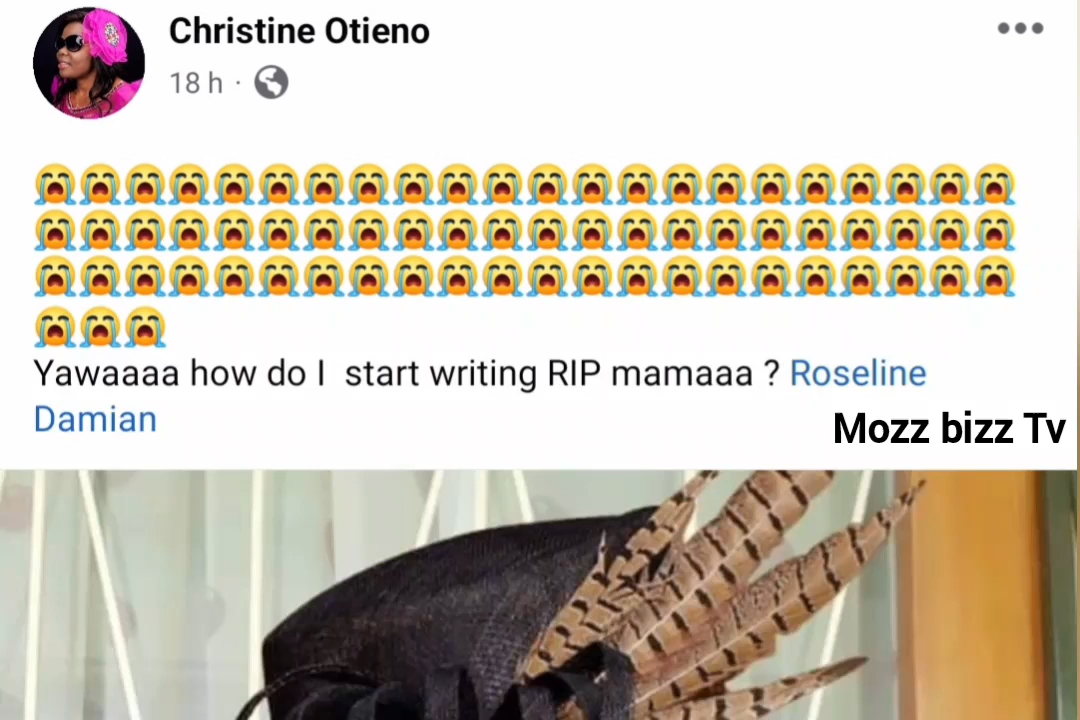 Christine Otieno
18 h ·
😭😭😭😭😭😭😭😭😭😭😭😭😭😭😭😭😭😭😭😭😭😭
😭😭😭😭😭😭😭😭😭😭😭😭😭😭😭😭😭😭😭😭😭😭
😭😭😭😭😭😭😭😭😭😭😭😭😭😭😭😭😭😭😭😭😭😭
😭😭😭
Yawaaaa how do I start writing RIP mamaaa ? Roseline
Damian
Mozz bizz Tv